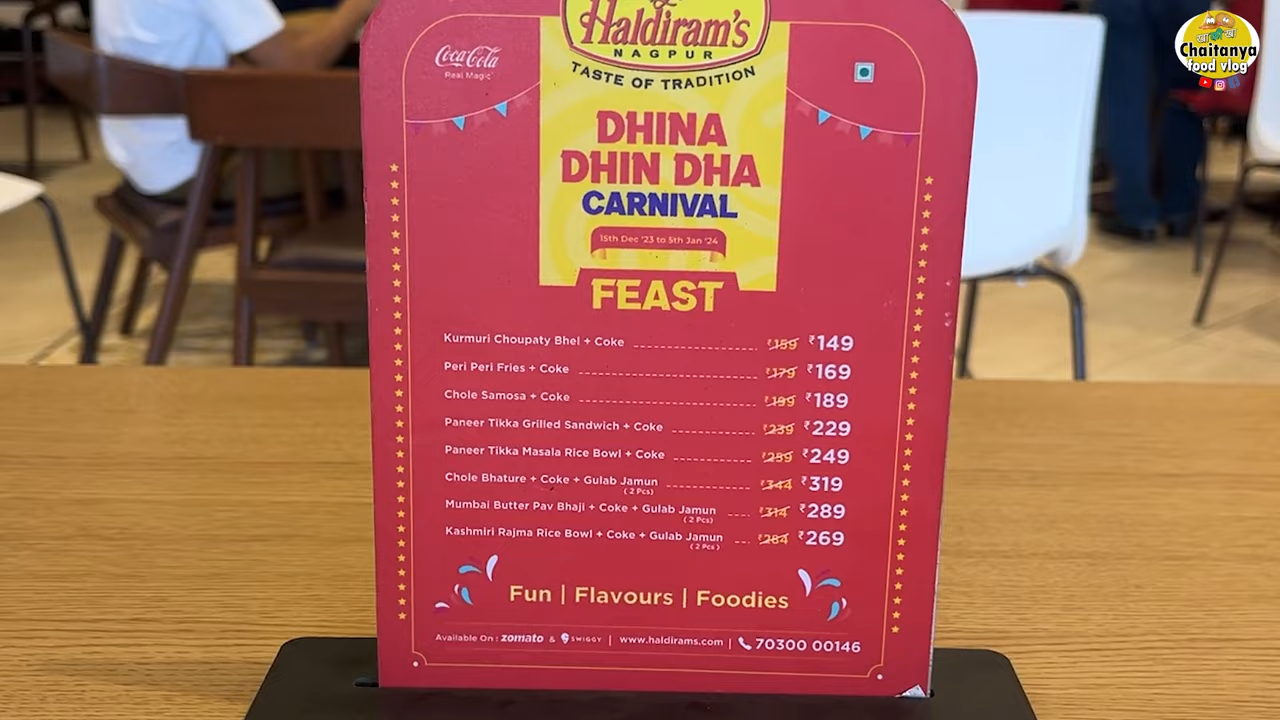 Haldiram's
NAGPUR
TASTE OF TRADITION
Coca-Cola
Real Magic
Chaitanya
food vlog
DHINA
DHIN DHA
CARNIVAL
15th Dec '23 to 5th Jan '24
FEAST
Kurmuri Choupaty Bhel + Coke ₹159 ₹149
Peri Peri Fries + Coke ₹179 ₹169
Chole Samosa + Coke ₹199 ₹189
Paneer Tikka Grilled Sandwich + Coke ₹239 ₹229
Paneer Tikka Masala Rice Bowl + Coke ₹259 ₹249
Chole Bhature + Coke + Gulab Jamun ₹344 ₹319
( 2 Pcs)
Mumbai Butter Pav Bhaji + Coke + Gulab Jamun ₹314 ₹289
( 2 Pcs)
Kashmiri Rajma Rice Bowl + Coke + Gulab Jamun ₹284 ₹269
( 2 Pcs )
Fun | Flavours | Foodies
Available On : zomato & SWIGGY | www.haldirams.com | 70300 00146